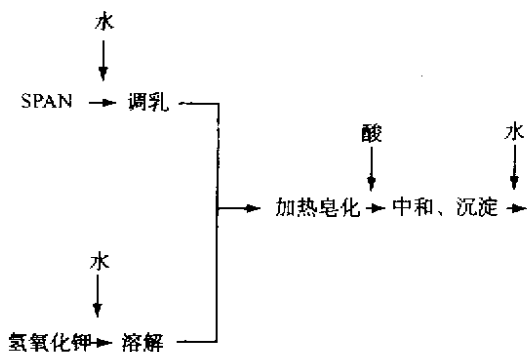 水
SPAN 调乳
酸 水
加热皂化 中和、沉淀
水
氢氧化钾 溶解